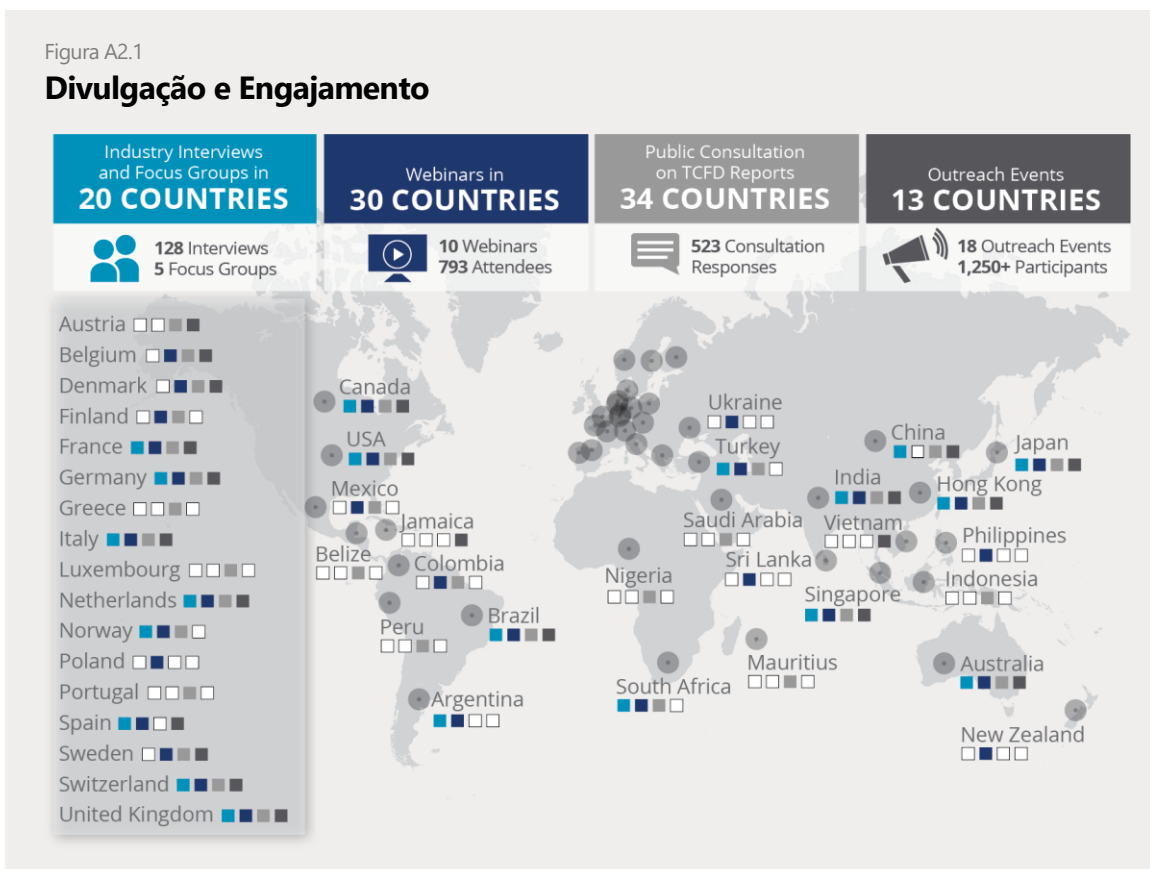 Figura A2.1
Divulgação e Engajamento
Industry Interviews
and Focus Groups in
20 COUNTRIES
128 Interviews
5 Focus Groups
Webinars in
30 COUNTRIES
10 Webinars
793 Attendees
Public Consultation
on TCFD Reports
34 COUNTRIES
523 Consultation
Responses
Outreach Events
13 COUNTRIES
18 Outreach Events
1,250+ Participants
Austria
Belgium
Denmark
Finland
France
Germany
Greece
Italy
Luxembourg
Netherlands
Norway
Poland
Portugal
Spain
Sweden
Switzerland
United Kingdom
Canada
USA
Mexico
Jamaica
Belize
Colombia
Peru
Brazil
Argentina
Ukraine
Turkey
Saudi Arabia
Nigeria
Sri Lanka
South Africa
Mauritius
China
Japan
India
Hong Kong
Vietnam
Philippines
Singapore
Indonesia
Australia
New Zealand